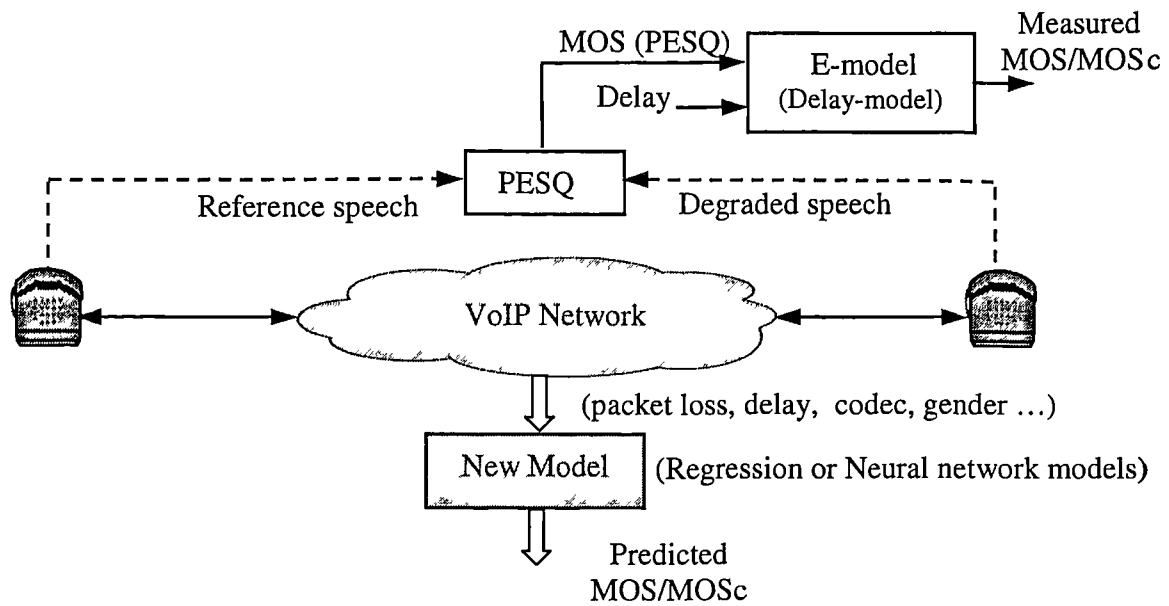 Measured
MOS/MOSc
MOS (PESQ)
E-model
(Delay-model)
Delay
PESQ
Reference speech
Degraded speech
VoIP Network
(packet loss, delay, codec, gender ...)
New Model
(Regression or Neural network models)
Predicted
MOS/MOSc